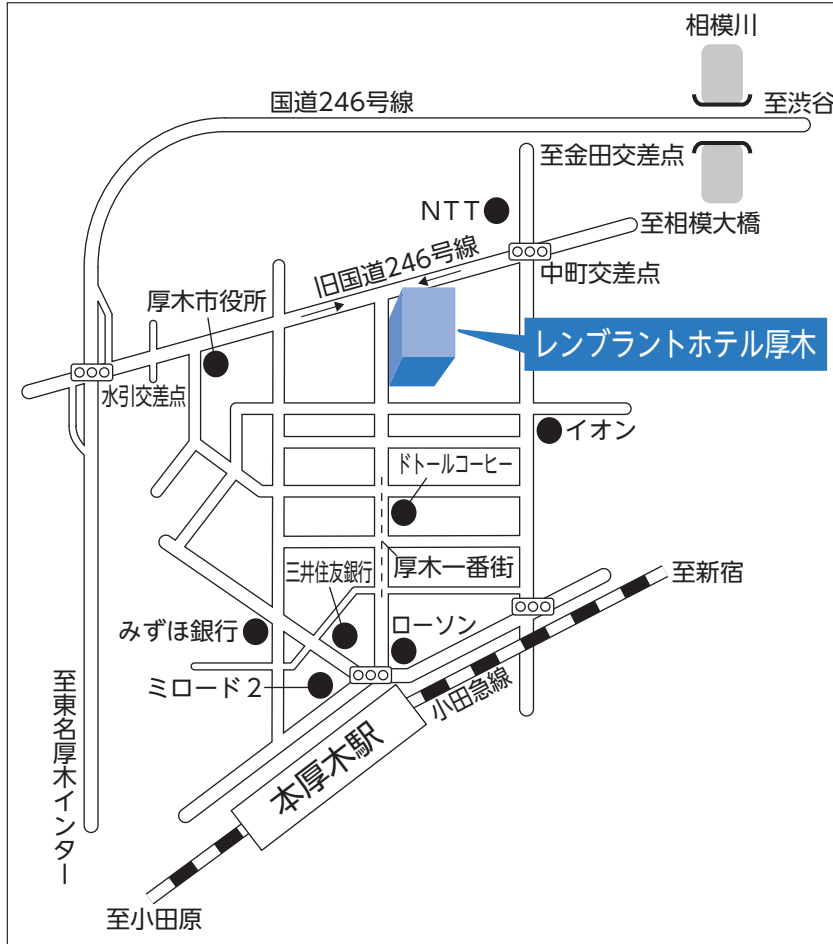 相模川
国道246号線
至渋谷
至金田交差点
NTT
至相模大橋
旧国道246号線
中町交差点
厚木市役所
レンブラントホテル厚木
水引交差点
イオン
ドトールコーヒー
厚木一番街
三井住友銀行
至新宿
みずほ銀行
ローソン
ミロード2
小田急線
至東名厚木インター
本厚木駅
至小田原